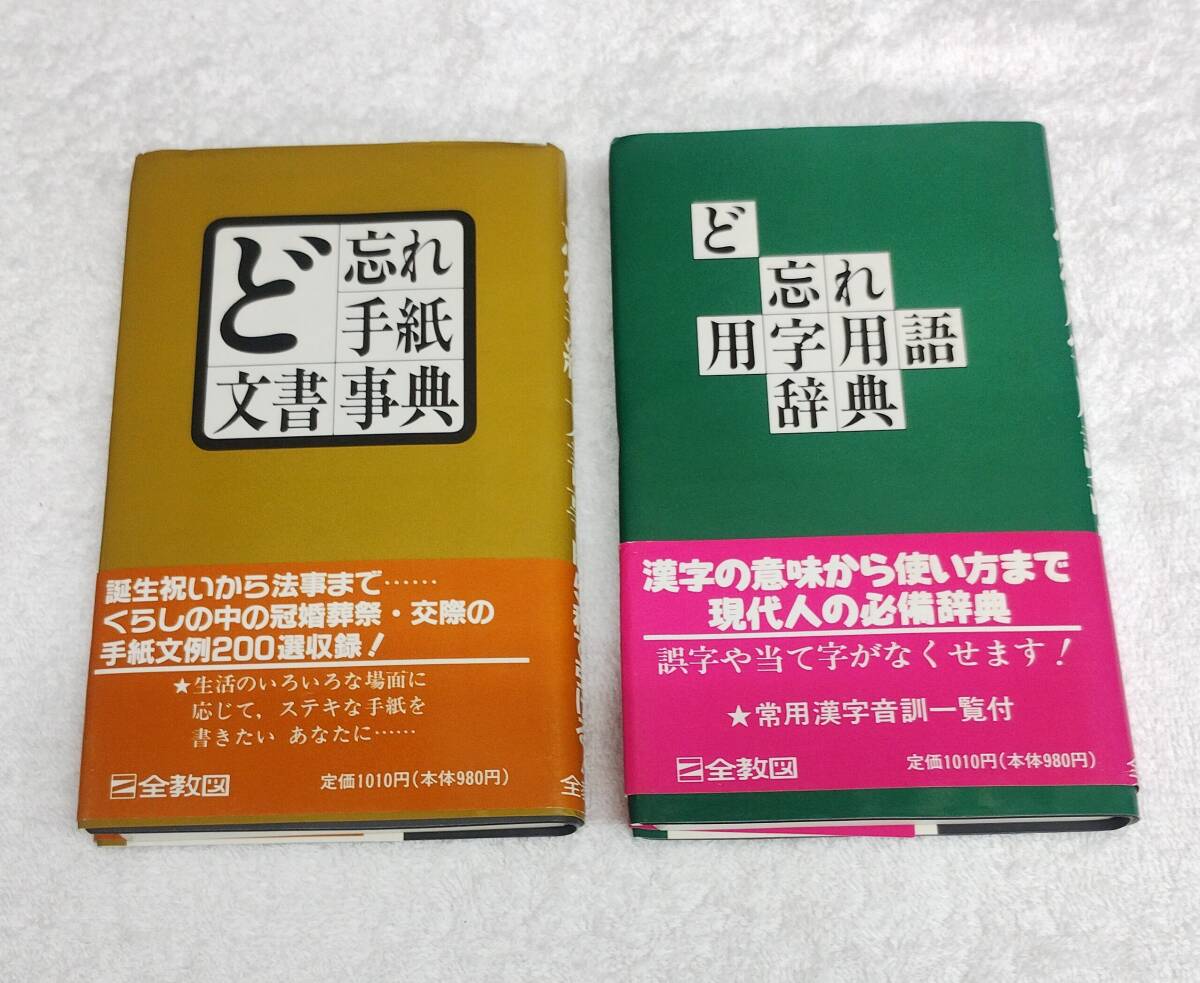 ど忘れ
手紙
文書事典
誕生祝いから法事まで……
くらしの中の冠婚葬祭・交際の
手紙文例200選収録!
★生活のいろいろな場面に
応じて,ステキな手紙を
書きたい あなたに……
全教図
定価1010円(本体980円)
ど
忘れ
用字用語
辞典
漢字の意味から使い方まで
現代人の必備辞典
誤字や当て字がなくせます!
★常用漢字音訓一覧付
全教図
定価1010円(本体980円)